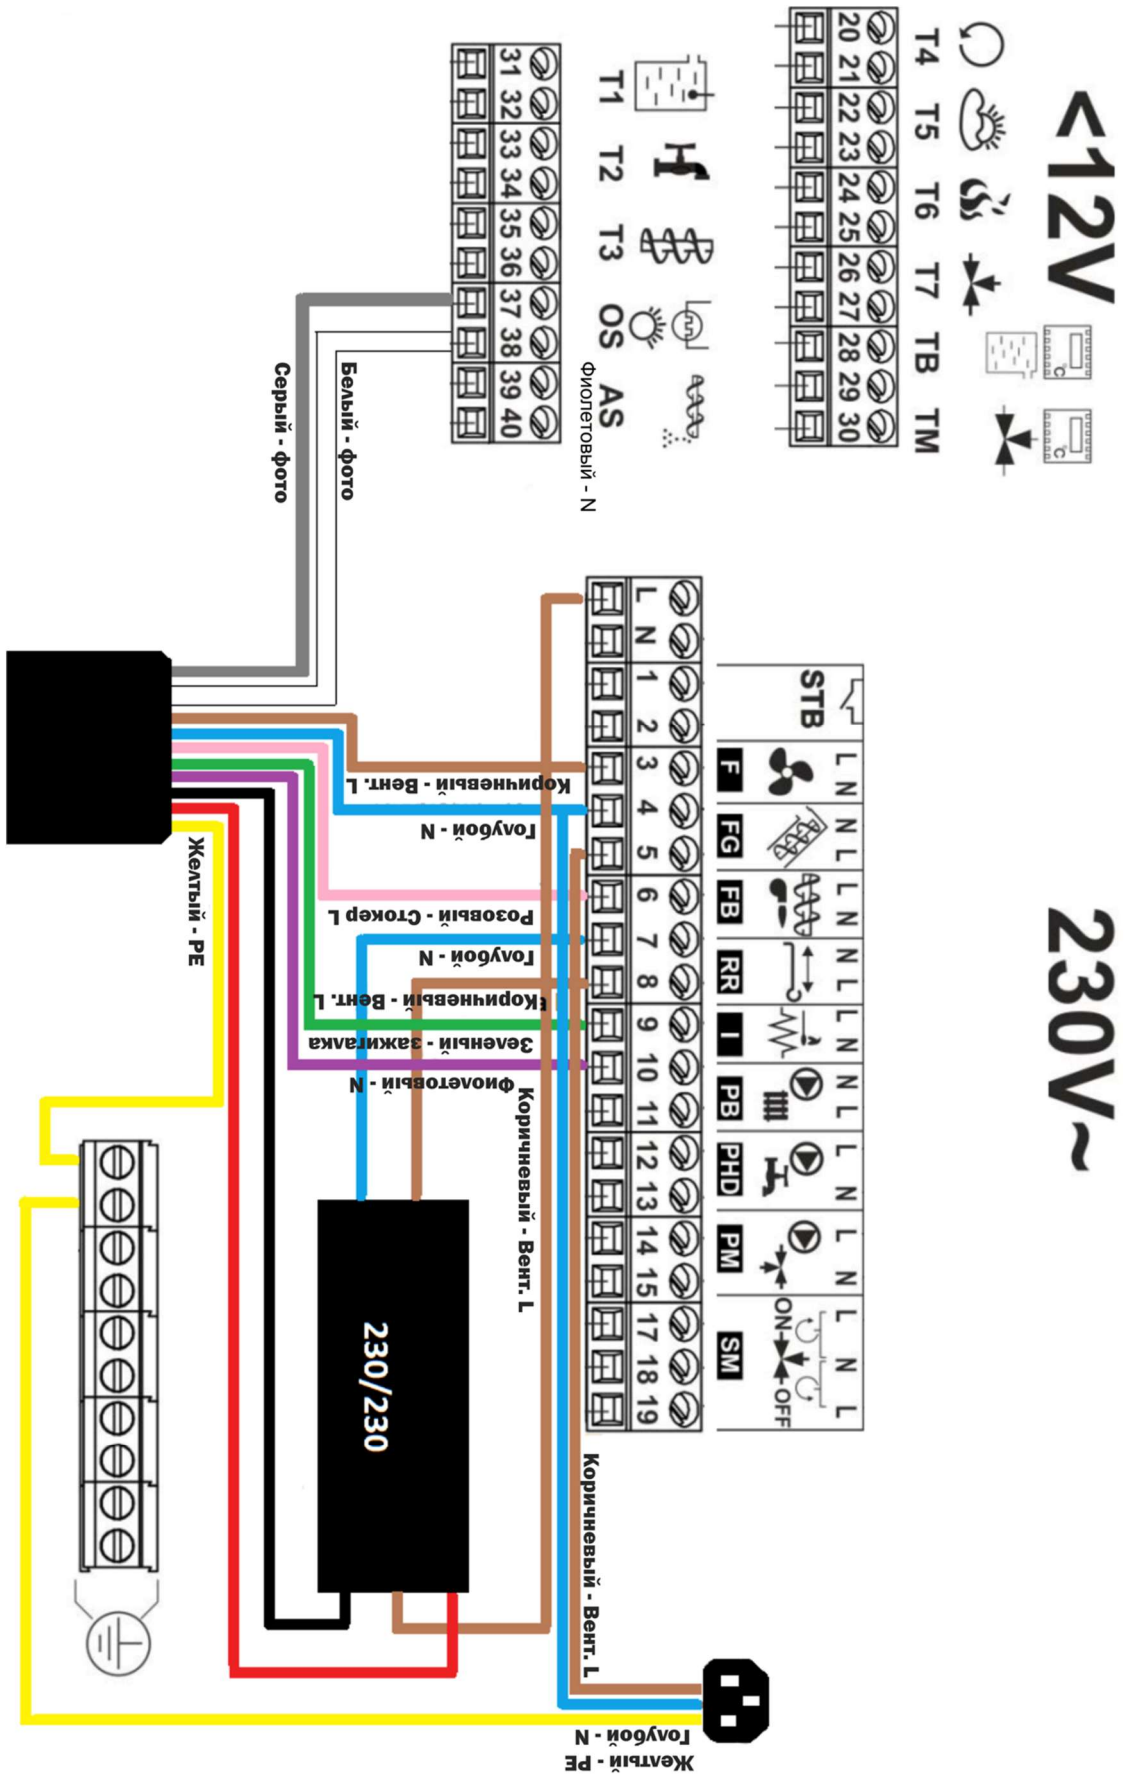 <12V
T4 T5 T6 T7 TB TM
°C
°C
20 21 22 23 24 25 26 27 28 29 30
T1 T2 T3 OS AS
31 32 33 34 35 36 37 38 39 40
Фиолетовый - N
Белый - фото
Серый - фото
230V~
L N N L L N N L L N N L L N L N L N L
STB
F FG FB RR I PB PHD PM SM
ON OFF
L N 1 2 3 4 5 6 7 8 9 10 11 12 13 14 15 17 18 19
Коричневый - Вент. L
Голубой - N
Розовый - Стокер L
Голубой - N
Коричневый - Вент. L
Зеленый - зажигалка
Фиолетовый - N
Коричневый - Вент. L
Желтый - PE
230/230
Коричневый - Вент. L
Голубой - N
Желтый - PE